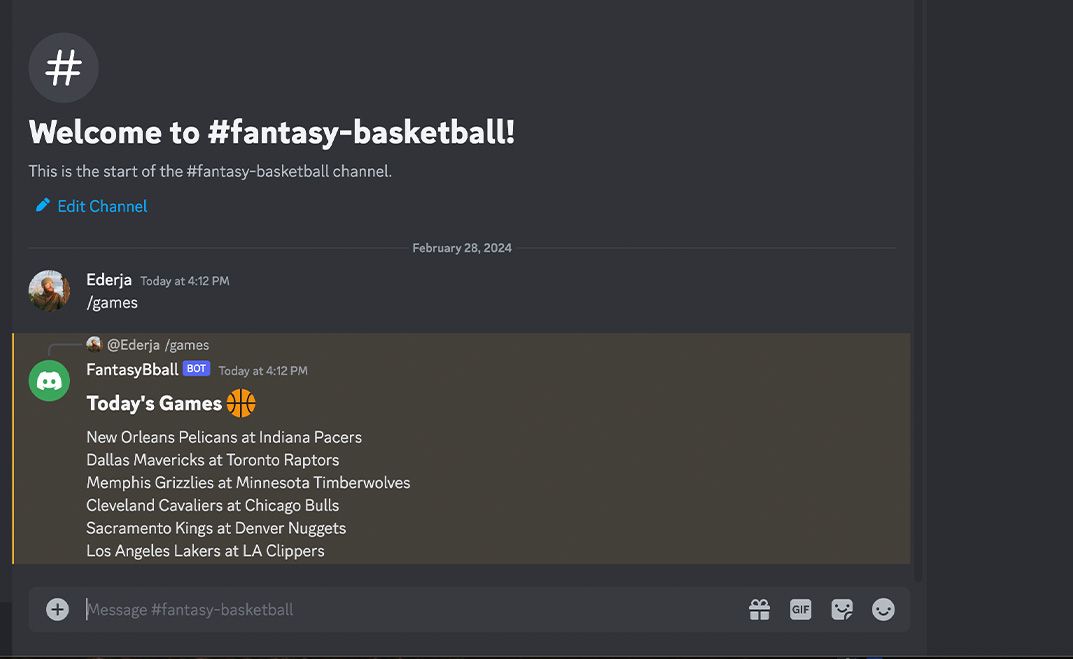 Welcome to #fantasy-basketball!
This is the start of the #fantasy-basketball channel.
Edit Channel
February 28, 2024
Ederja Today at 4:12 PM
/games
@Ederja /games
FantasyBball BOT Today at 4:12 PM
Today's Games 🏀
New Orleans Pelicans at Indiana Pacers
Dallas Mavericks at Toronto Raptors
Memphis Grizzlies at Minnesota Timberwolves
Cleveland Cavaliers at Chicago Bulls
Sacramento Kings at Denver Nuggets
Los Angeles Lakers at LA Clippers
Message #fantasy-basketball GIF